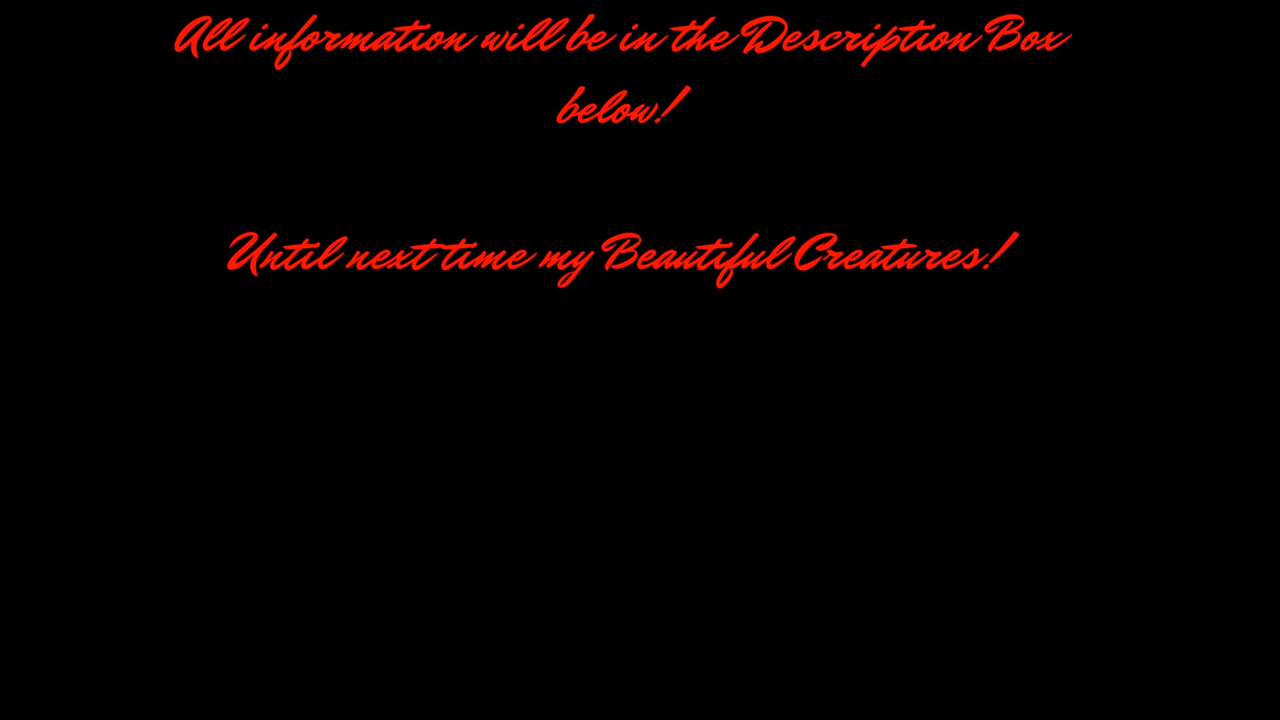 All information will be in the Description Box
below!
Until next time my Beautiful Creatures!